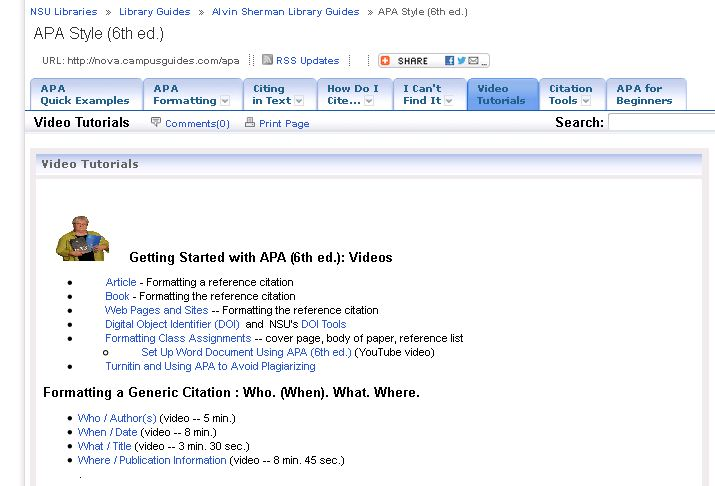 NSU Libraries » Library Guides » Alvin Sherman Library Guides » APA Style (6th ed.)
APA Style (6th ed.)
URL: http://nova.campusguides.com/apa RSS Updates SHARE ...
APA Quick Examples
APA Formatting
Citing in Text
How Do I Cite...
I Can't Find It
Video Tutorials
Citation Tools
APA for Beginners
Video Tutorials Comments(0) Print Page Search:
Video Tutorials
Getting Started with APA (6th ed.): Videos
• Article - Formatting a reference citation
• Book - Formatting the reference citation
• Web Pages and Sites -- Formatting the reference citation
• Digital Object Identifier (DOI) and NSU's DOI Tools
• Formatting Class Assignments -- cover page, body of paper, reference list
o Set Up Word Document Using APA (6th ed.) (YouTube video)
• Turnitin and Using APA to Avoid Plagiarizing
Formatting a Generic Citation : Who. (When). What. Where.
• Who / Author(s) (video -- 5 min.)
• When / Date (video -- 8 min.)
• What / Title (video -- 3 min. 30 sec.)
• Where / Publication Information (video -- 8 min. 45 sec.)
.